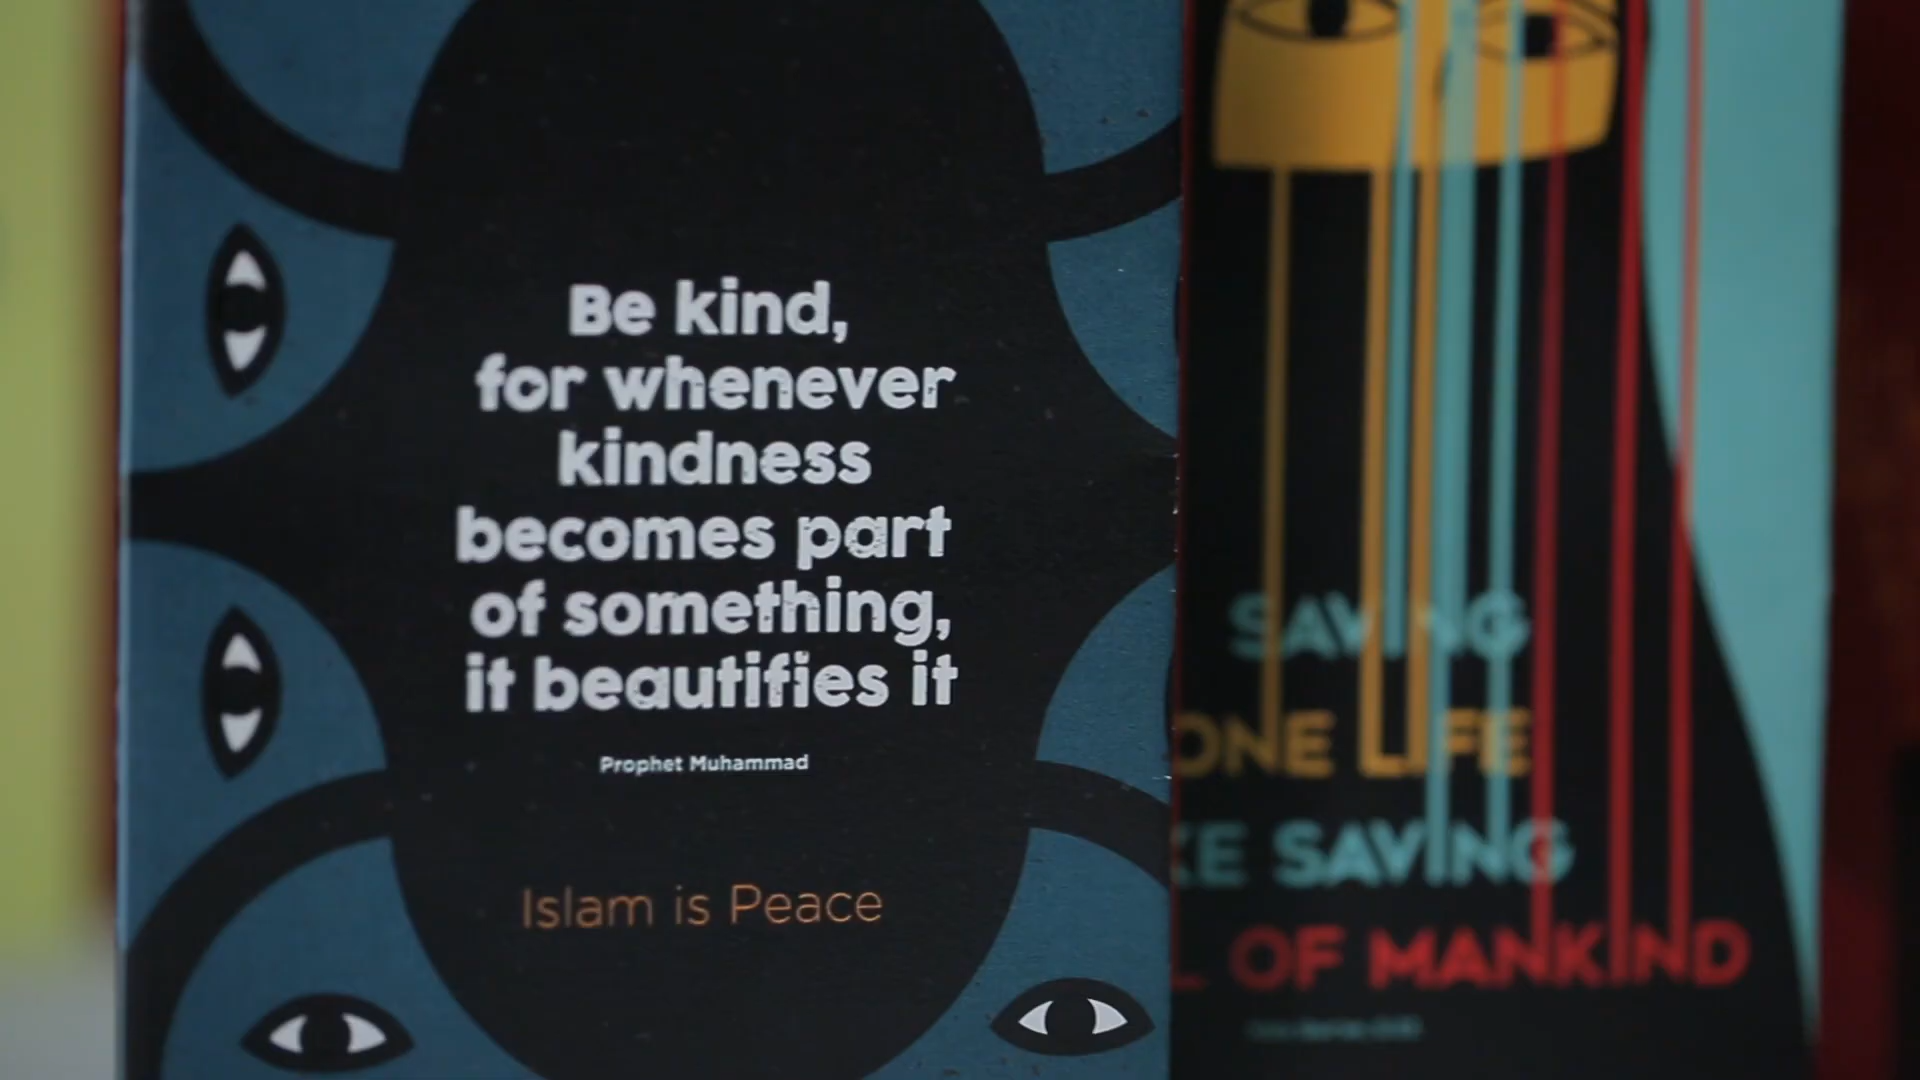 Be kind,
for whenever
kindness
becomes part
of something,
it beautifies it
Prophet Muhammad
Islam is Peace
SAVING
ONE LIFE
KE SAVING
L OF MANKIND